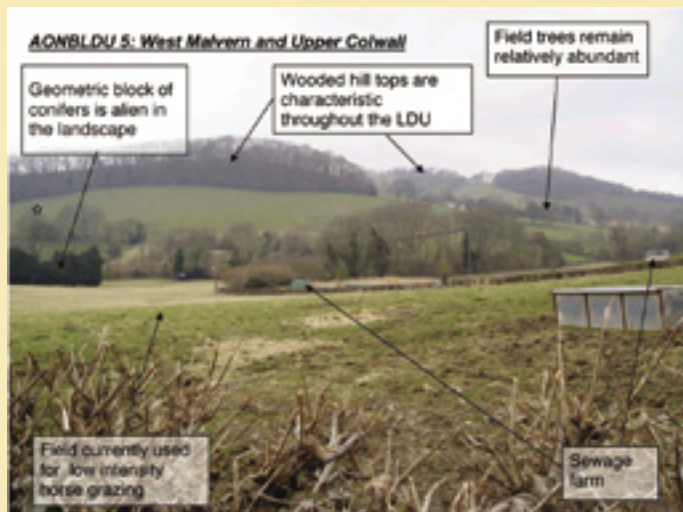 AONBLDU 5: West Malvern and Upper Colwall
Geometric block of
conifers is alien in
the landscape
Wooded hill tops are
characteristic
throughout the LDU
Field trees remain
relatively abundant
Field currently used
for low intensity
horse grazing
Sewage
farm